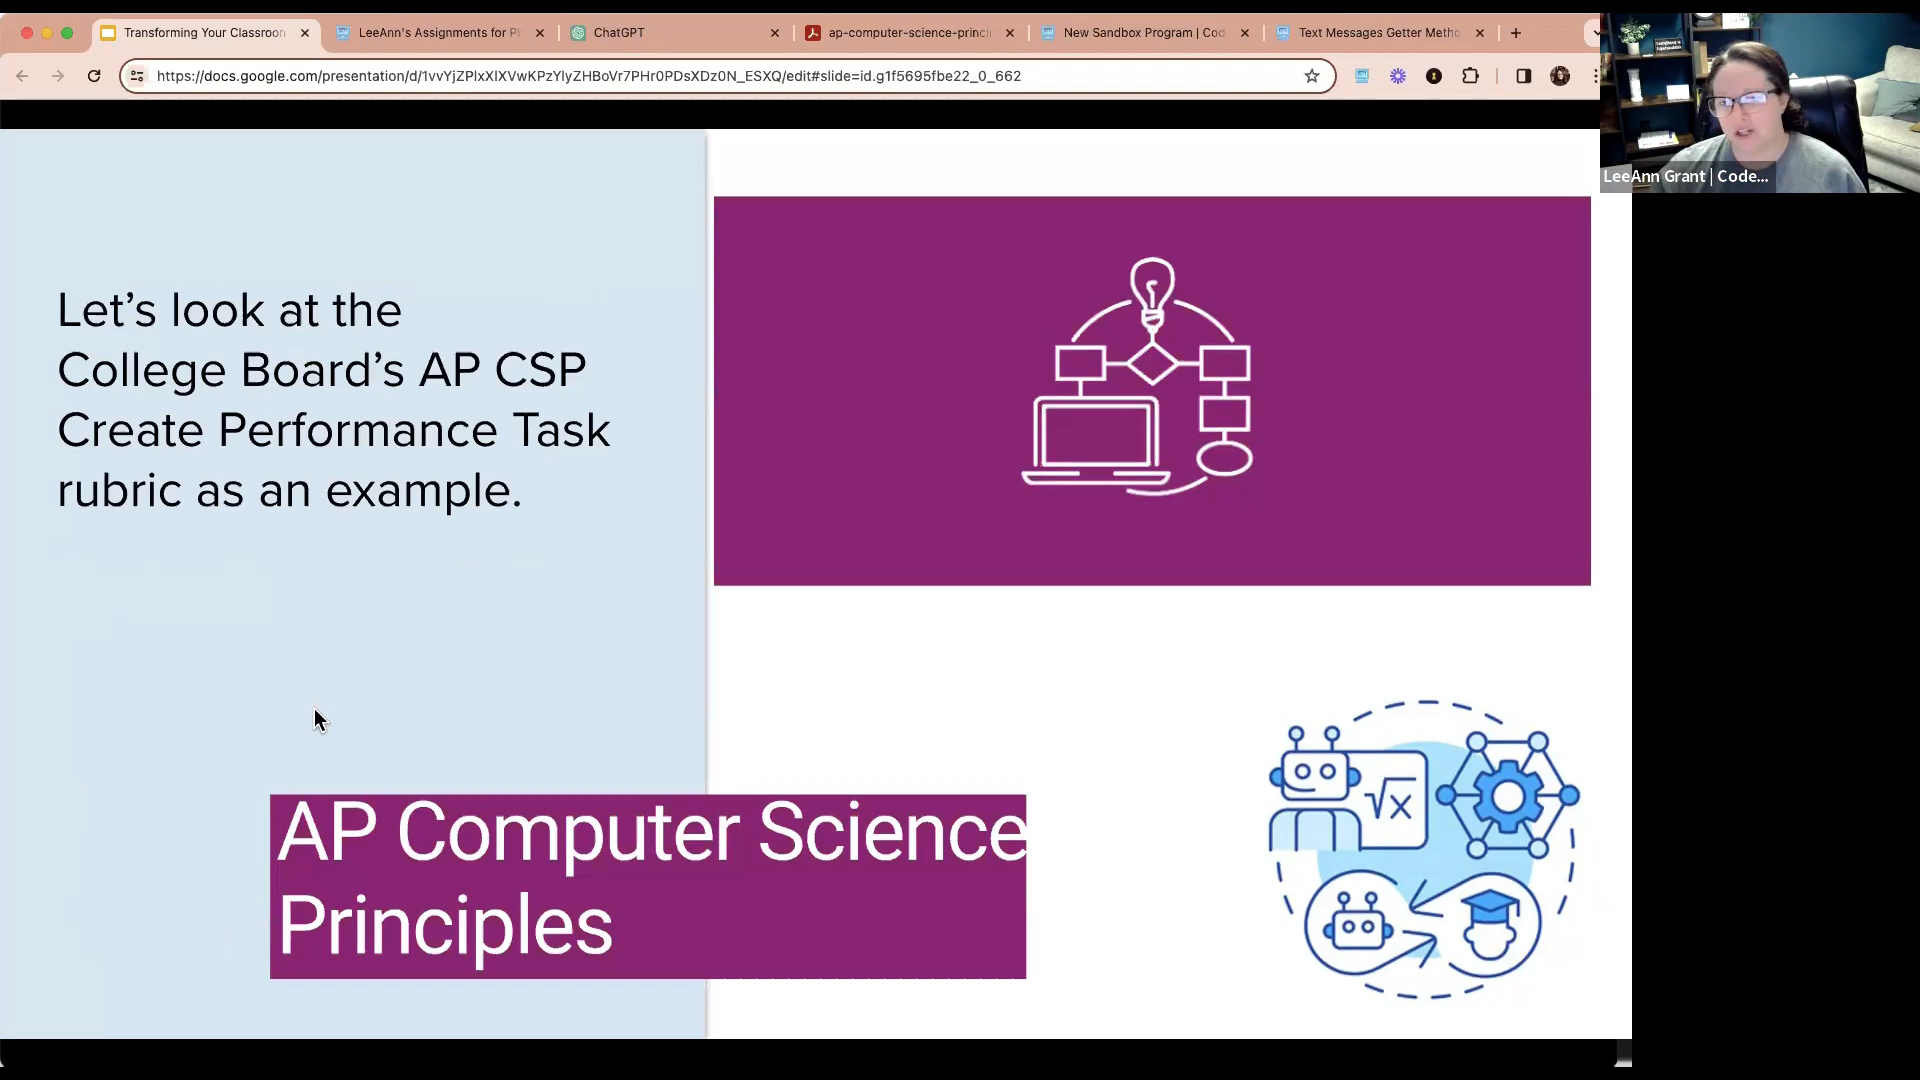 Transforming Your Classroon
LeeAnn's Assignments for P
ChatGPT
ap-computer-science-princi
New Sandbox Program | Cod
Text Messages Getter Metho
https://docs.google.com/presentation/d/1vvYjZPlxXlXVwKPzYlyZHBoVr7PHr0PDsXDz0N_ESXQ/edit#slide=id.g1f5695fbe22_0_662
LeeAnn Grant | Code...
Let's look at the
College Board's AP CSP
Create Performance Task
rubric as an example.
√x
AP Computer Science
Principles